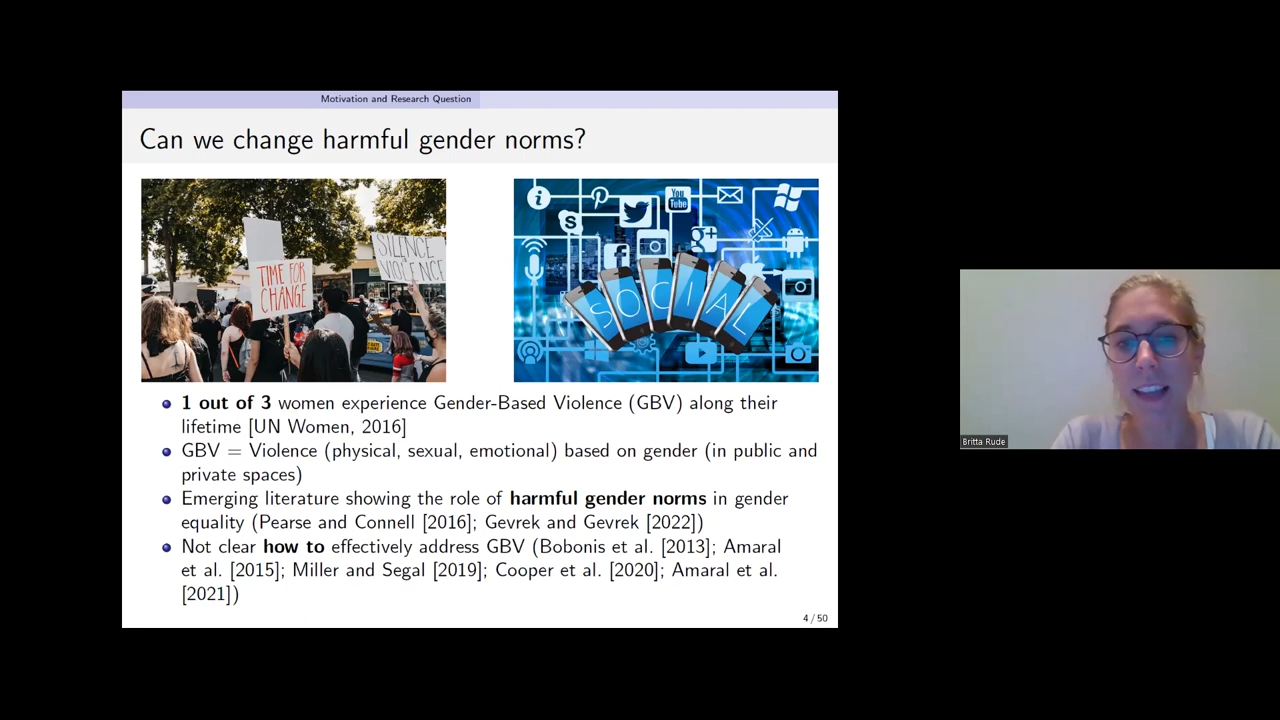 Motivation and Research Question
Can we change harmful gender norms?
TIME FOR
CHANGE
SILENCE
VIOLENCE
You
Tube
SOCIAL
1 out of 3 women experience Gender-Based Violence (GBV) along their
lifetime [UN Women, 2016]
GBV = Violence (physical, sexual, emotional) based on gender (in public and
private spaces)
Emerging literature showing the role of harmful gender norms in gender
equality (Pearse and Connell [2016]; Gevrek and Gevrek [2022])
Not clear how to effectively address GBV (Bobonis et al. [2013]; Amaral
et al. [2015]; Miller and Segal [2019]; Cooper et al. [2020]; Amaral et al.
[2021])
4 / 50
Britta Rude